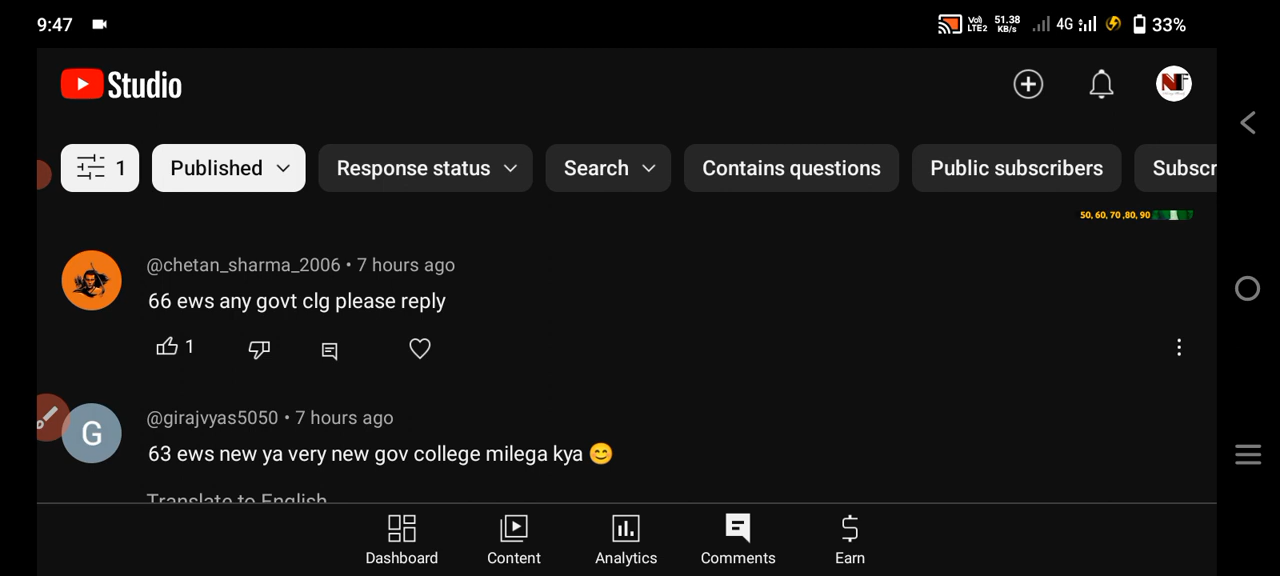 9:47 Vo) LTE2 51.38 KB/s 4G 33%
Studio NF
1 Published Response status Search Contains questions Public subscribers Subscr
50, 60, 70 ,80, 90
@chetan_sharma_2006 • 7 hours ago
66 ews any govt clg please reply
1
@girajvyas5050 • 7 hours ago
G
63 ews new ya very new gov college milega kya 😊
Translate to English
Dashboard Content Analytics Comments Earn